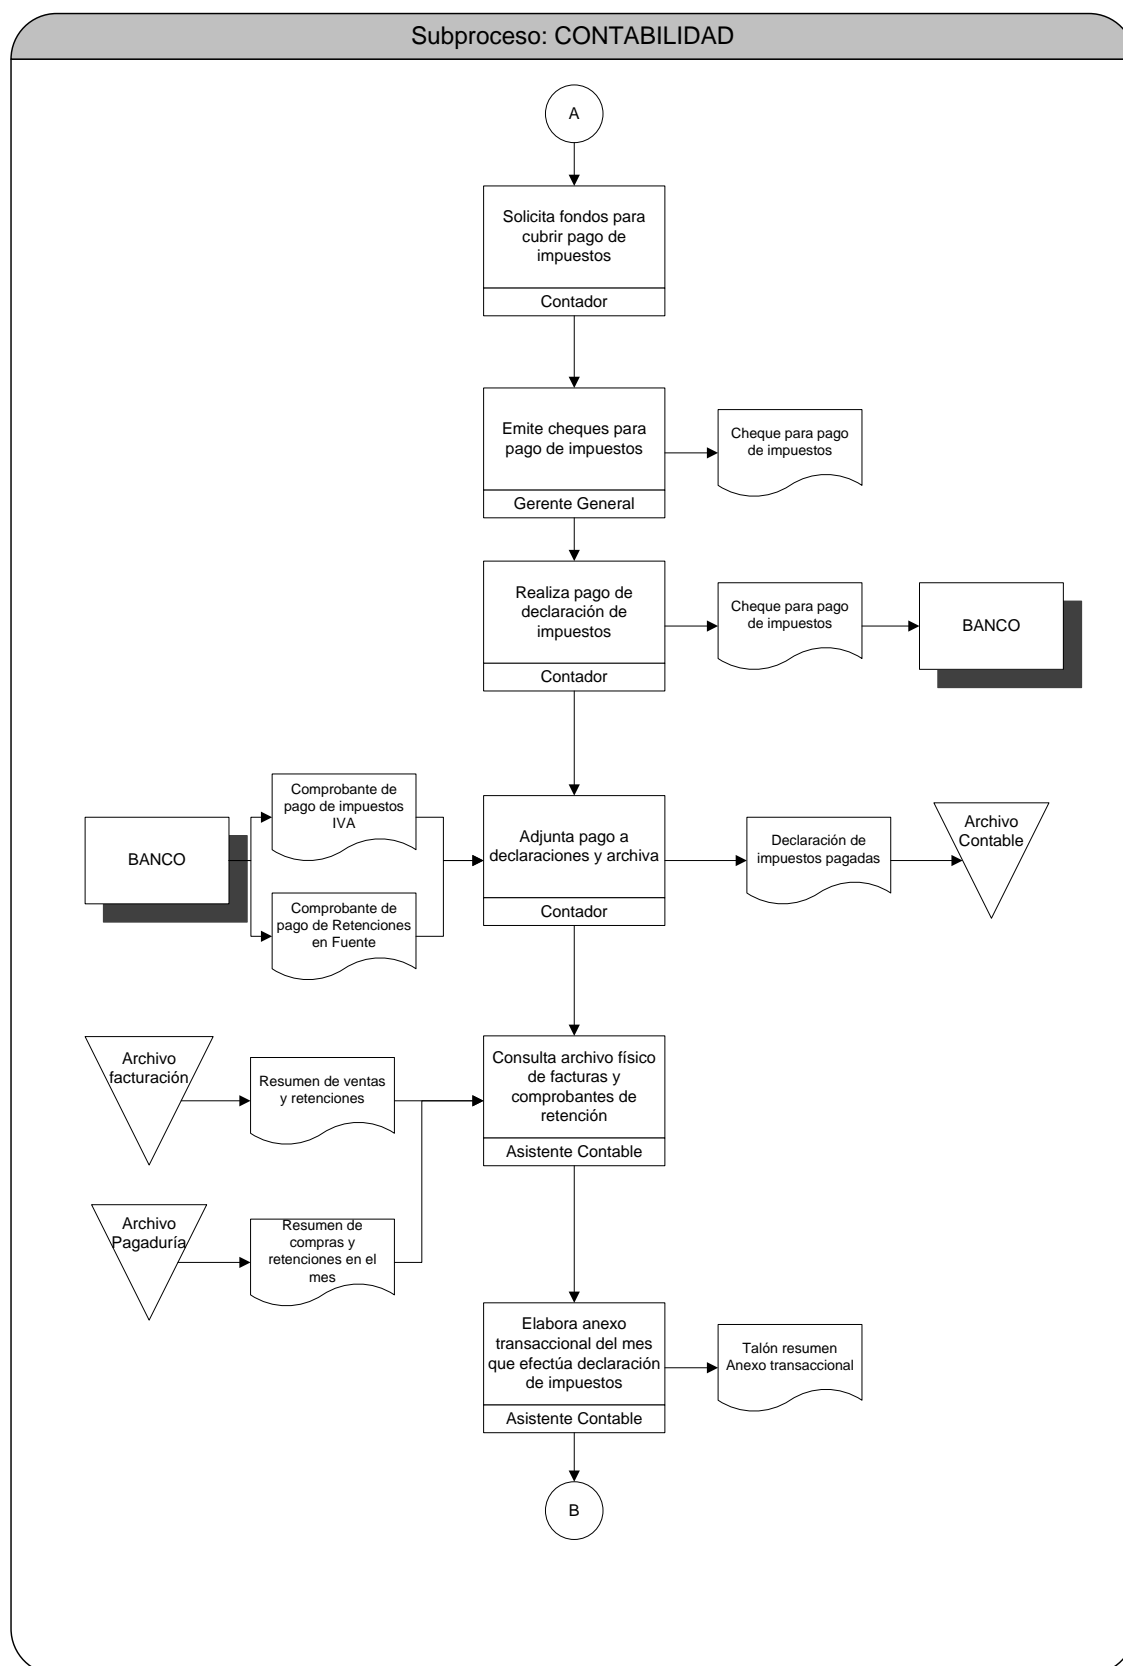 Subproceso: CONTABILIDAD
A
Solicita fondos para
cubrir pago de
impuestos
Contador
Emite cheques para
pago de impuestos
Gerente General
Cheque para pago
de impuestos
Realiza pago de
declaración de
impuestos
Contador
Cheque para pago
de impuestos
BANCO
BANCO
Comprobante de
pago de impuestos
IVA
Comprobante de
pago de Retenciones
en Fuente
Adjunta pago a
declaraciones y archiva
Contador
Declaración de
impuestos pagadas
Archivo
Contable
Archivo
facturación
Resumen de ventas
y retenciones
Consulta archivo físico
de facturas y
comprobantes de
retención
Asistente Contable
Archivo
Pagaduría
Resumen de
compras y
retenciones en el
mes
Elabora anexo
transaccional del mes
que efectúa declaración
de impuestos
Asistente Contable
Talón resumen
Anexo transaccional
B